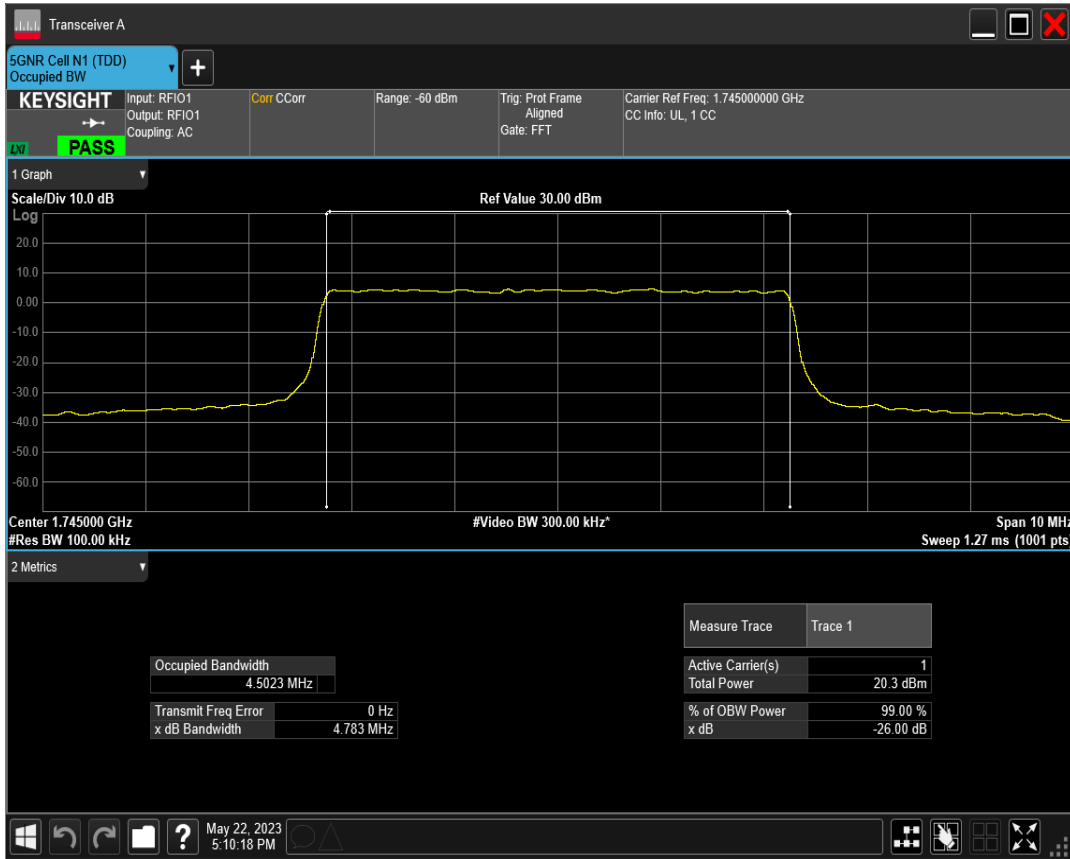 Transceiver A
5GNR Cell N1 (TDD)
Occupied BW
+
KEYSIGHT
LXI
PASS
Input: RFIO1
Output: RFIO1
Coupling: AC
Corr CCorr
Range: -60 dBm
Trig: Prot Frame
Aligned
Gate: FFT
Carrier Ref Freq: 1.745000000 GHz
CC Info: UL, 1 CC
1 Graph
Scale/Div 10.0 dB
Ref Value 30.00 dBm
Log
20.0
10.0
0.00
-10.0
-20.0
-30.0
-40.0
-50.0
-60.0
Center 1.745000 GHz
#Video BW 300.00 kHz*
Span 10 MHz
#Res BW 100.00 kHz
Sweep 1.27 ms (1001 pts)
2 Metrics
Measure Trace Trace 1
Occupied Bandwidth
4.5023 MHz
Active Carrier(s) 1
Total Power 20.3 dBm
Transmit Freq Error 0 Hz
x dB Bandwidth 4.783 MHz
% of OBW Power 99.00 %
x dB -26.00 dB
?
May 22, 2023
5:10:18 PM